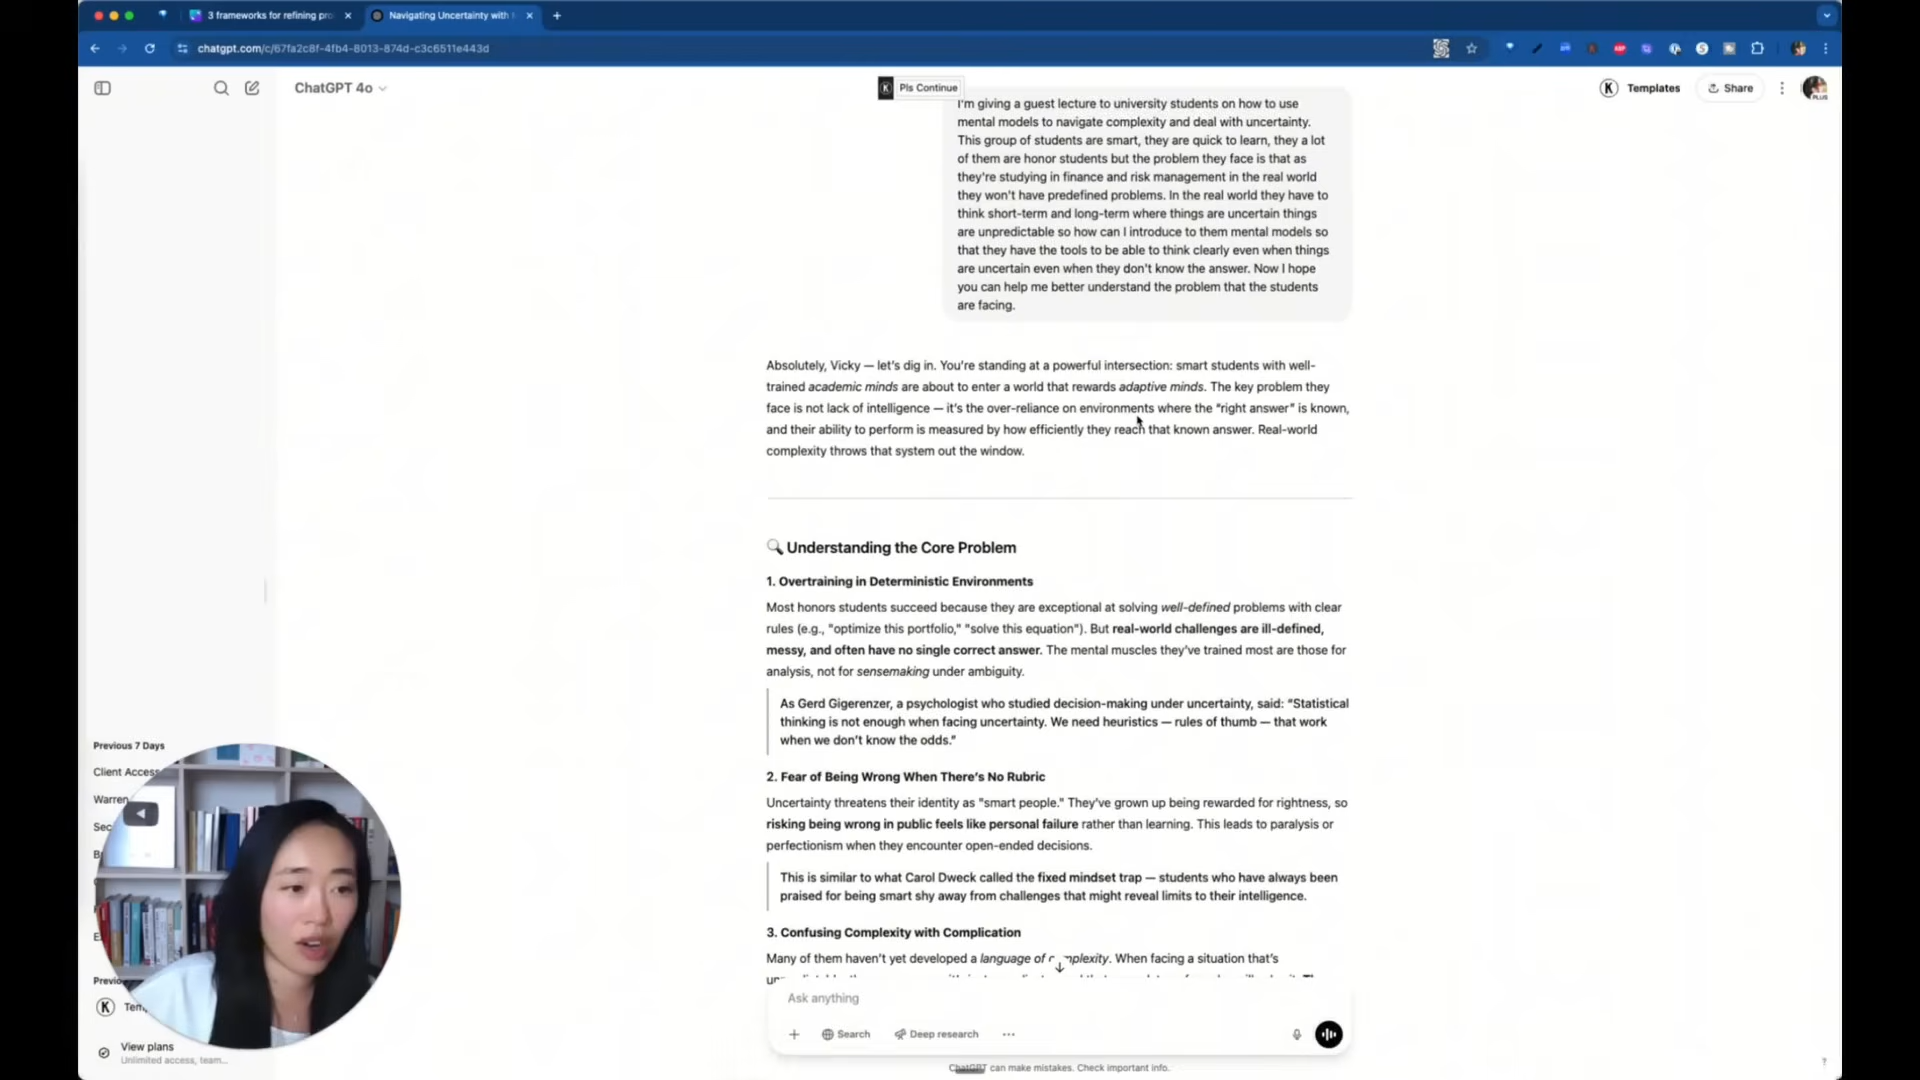 3 frameworks for refining pro
Navigating Uncertainty with
chatgpt.com/c/67fa2c8f-4fb4-8013-874d-c3c6511e443d
ChatGPT 4o
Pls Continue
Templates
Share
PLUS
I'm giving a guest lecture to university students on how to use
mental models to navigate complexity and deal with uncertainty.
This group of students are smart, they are quick to learn, they a lot
of them are honor students but the problem they face is that as
they're studying in finance and risk management in the real world
they won't have predefined problems. In the real world they have to
think short-term and long-term where things are uncertain things
are unpredictable so how can I introduce to them mental models so
that they have the tools to be able to think clearly even when things
are uncertain even when they don't know the answer. Now I hope
you can help me better understand the problem that the students
are facing.
Absolutely, Vicky — let's dig in. You're standing at a powerful intersection: smart students with well-
trained academic minds are about to enter a world that rewards adaptive minds. The key problem they
face is not lack of intelligence — it's the over-reliance on environments where the "right answer" is known,
and their ability to perform is measured by how efficiently they reach that known answer. Real-world
complexity throws that system out the window.
🔍 Understanding the Core Problem
1. Overtraining in Deterministic Environments
Most honors students succeed because they are exceptional at solving well-defined problems with clear
rules (e.g., "optimize this portfolio," "solve this equation"). But real-world challenges are ill-defined,
messy, and often have no single correct answer. The mental muscles they've trained most are those for
analysis, not for sensemaking under ambiguity.
As Gerd Gigerenzer, a psychologist who studied decision-making under uncertainty, said: "Statistical
thinking is not enough when facing uncertainty. We need heuristics — rules of thumb — that work
when we don't know the odds."
2. Fear of Being Wrong When There's No Rubric
Uncertainty threatens their identity as "smart people." They've grown up being rewarded for rightness, so
risking being wrong in public feels like personal failure rather than learning. This leads to paralysis or
perfectionism when they encounter open-ended decisions.
This is similar to what Carol Dweck called the fixed mindset trap — students who have always been
praised for being smart shy away from challenges that might reveal limits to their intelligence.
3. Confusing Complexity with Complication
Many of them haven't yet developed a language of complexity. When facing a situation that's
Previous 7 Days
Client Access
Warren
Sec
Previo
K Tem
View plans
Unlimited access, team...
Ask anything
Search
Deep research
ChatGPT can make mistakes. Check important info.
?